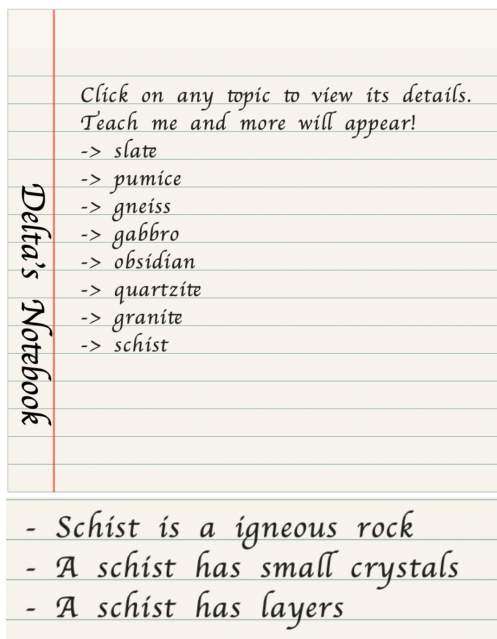 Delta's Notebook
Click on any topic to view its details.
Teach me and more will appear!
-> slate
-> pumice
-> gneiss
-> gabbro
-> obsidian
-> quartzite
-> granite
-> schist
- Schist is a igneous rock
- A schist has small crystals
- A schist has layers